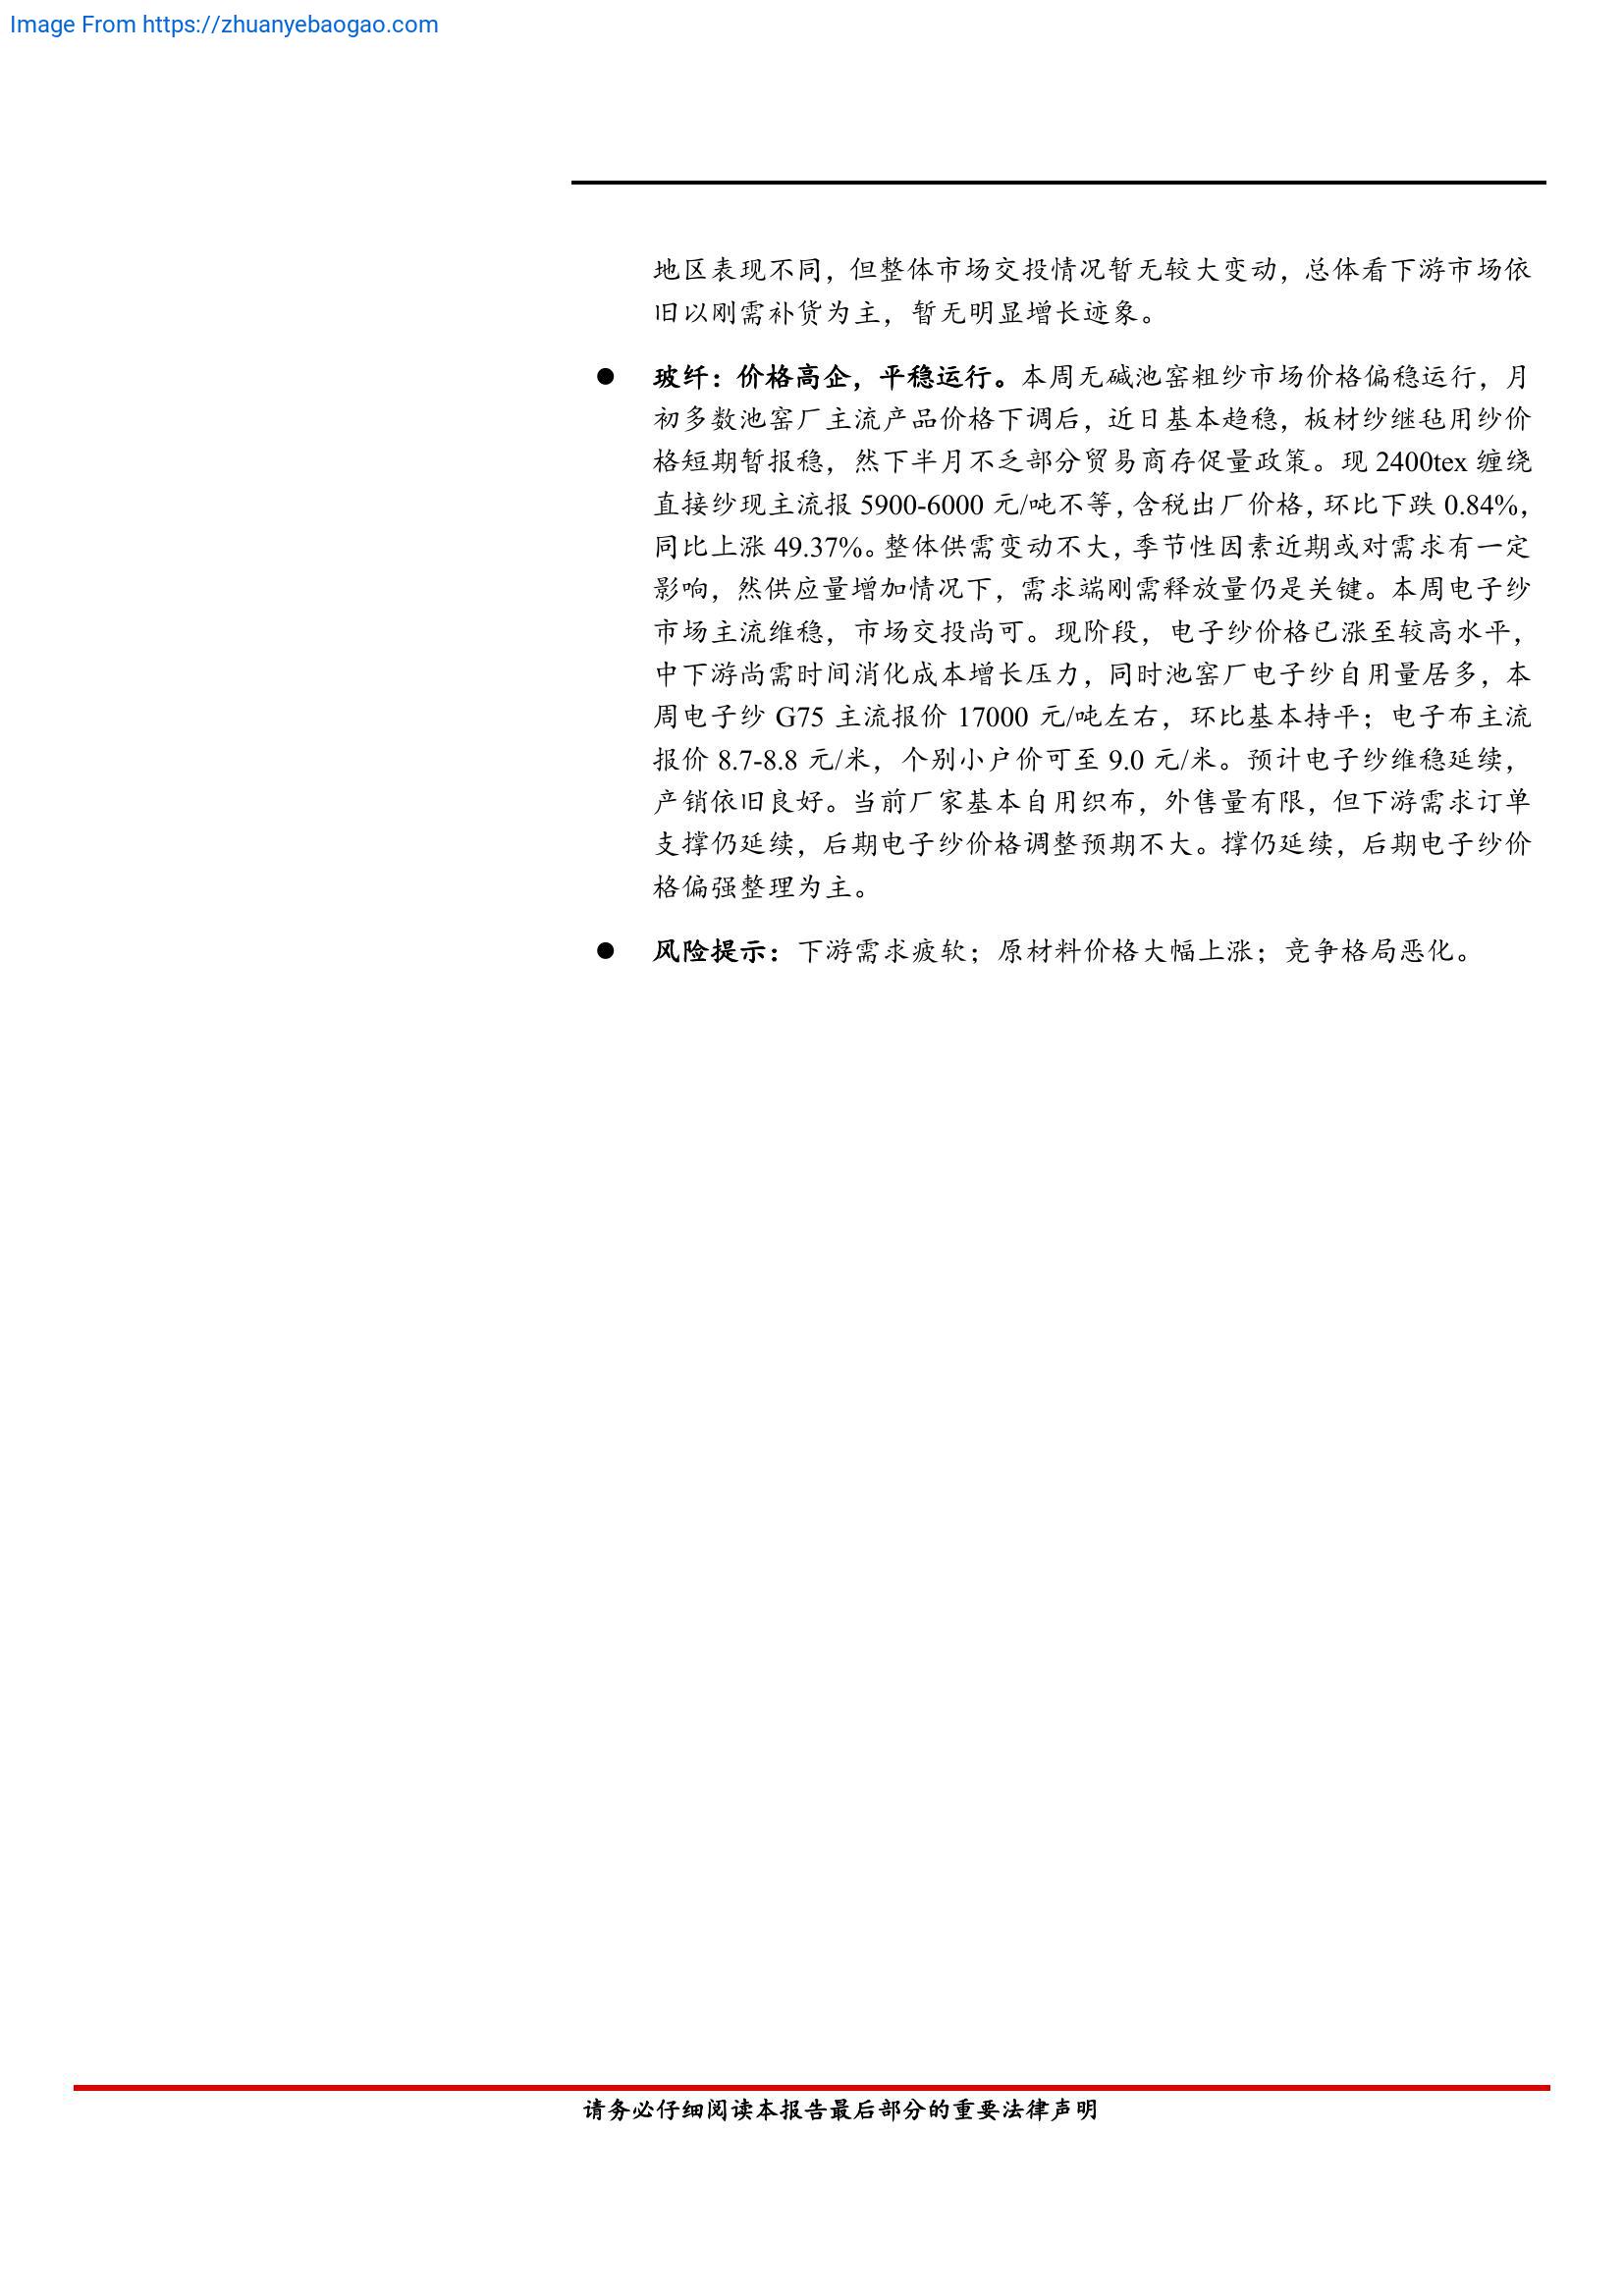 Image From https://zhuanyebaogao.com
地区表现不同，但整体市场交投情况暂无较大变动，总体看下游市场依
旧以刚需补货为主，暂无明显增长迹象。
● 玻纤：价格高企，平稳运行。本周无碱池窑粗纱市场价格偏稳运行，月
初多数池窑厂主流产品价格下调后，近日基本趋稳，板材纱继毡用纱价
格短期暂报稳，然下半月不乏部分贸易商存促量政策。现 2400tex 缠绕
直接纱现主流报 5900-6000 元/吨不等，含税出厂价格，环比下跌 0.84%，
同比上涨 49.37%。整体供需变动不大，季节性因素近期或对需求有一定
影响，然供应量增加情况下，需求端刚需释放量仍是关键。本周电子纱
市场主流维稳，市场交投尚可。现阶段，电子纱价格已涨至较高水平，
中下游尚需时间消化成本增长压力，同时池窑厂电子纱自用量居多，本
周电子纱 G75 主流报价 17000 元/吨左右，环比基本持平；电子布主流
报价 8.7-8.8 元/米，个别小户价可至 9.0 元/米。预计电子纱维稳延续，
产销依旧良好。当前厂家基本自用织布，外售量有限，但下游需求订单
支撑仍延续，后期电子纱价格调整预期不大。撑仍延续，后期电子纱价
格偏强整理为主。
● 风险提示：下游需求疲软；原材料价格大幅上涨；竞争格局恶化。
请务必仔细阅读本报告最后部分的重要法律声明